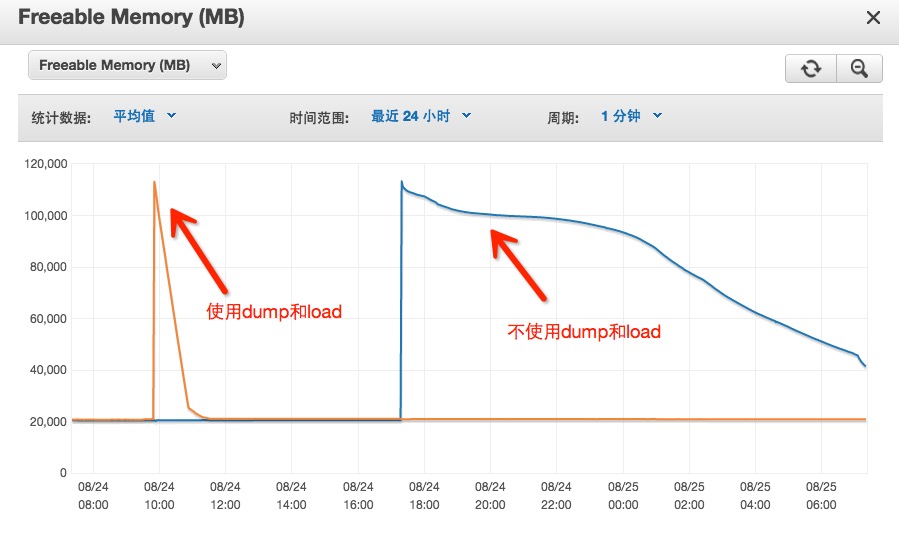 Freeable Memory (MB)
Freeable Memory (MB)
统计数据: 平均值 时间范围: 最近 24 小时 周期: 1 分钟
120,000
100,000
80,000
60,000
40,000
20,000
0
使用dump和load
不使用dump和load
08/24 08/24 08/24 08/24 08/24 08/24 08/24 08/24 08/25 08/25 08/25 08/25
08:00 10:00 12:00 14:00 16:00 18:00 20:00 22:00 00:00 02:00 04:00 06:00